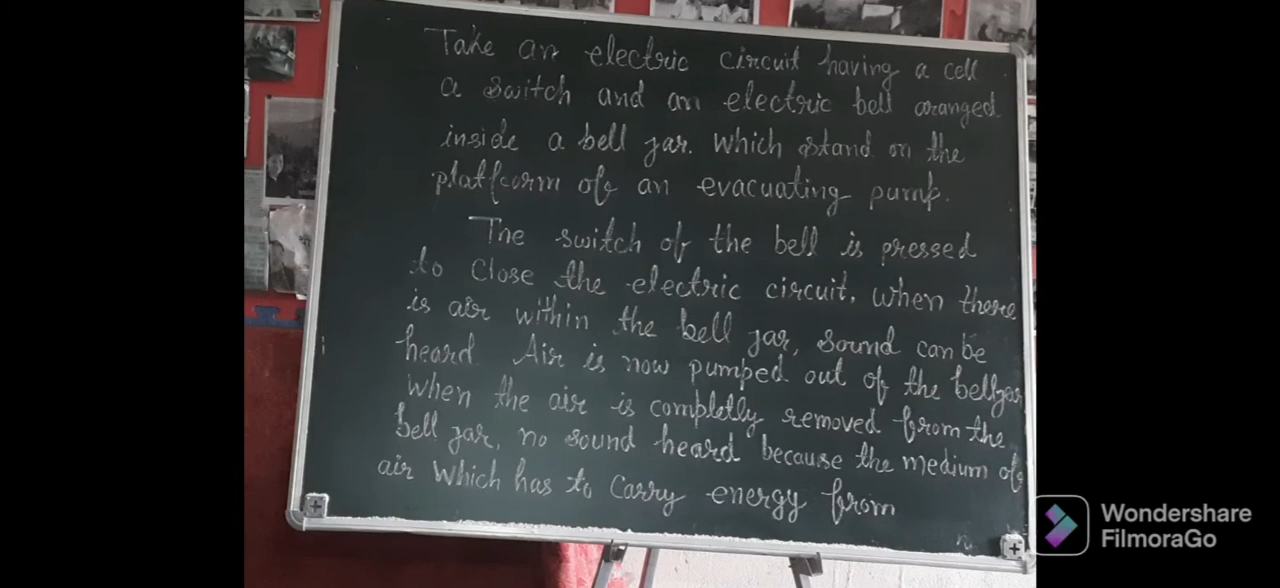 Take an electric circuit having a cell
a switch and an electric bell aranged
inside a bell jar. Which stand on the
platform of an evacuating pump.
The switch of the bell is pressed
to Close the electric circuit. when there
is air within the bell jar, sound can be
heard. Air is now pumped out of the belljar
when the air is completly removed from the
bell jar, no sound heard because the medium of
air which has to Carry energy from
Wondershare
FilmoraGo